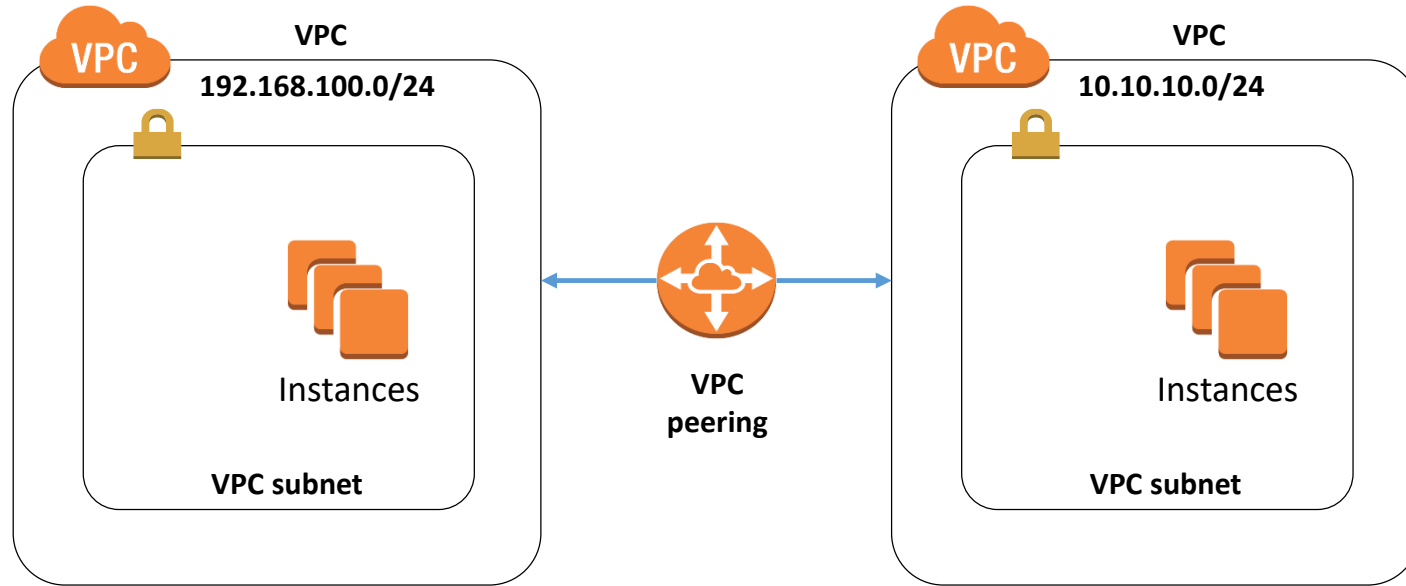 VPC
VPC
192.168.100.0/24
Instances
VPC subnet
VPC
peering
VPC
VPC
10.10.10.0/24
Instances
VPC subnet